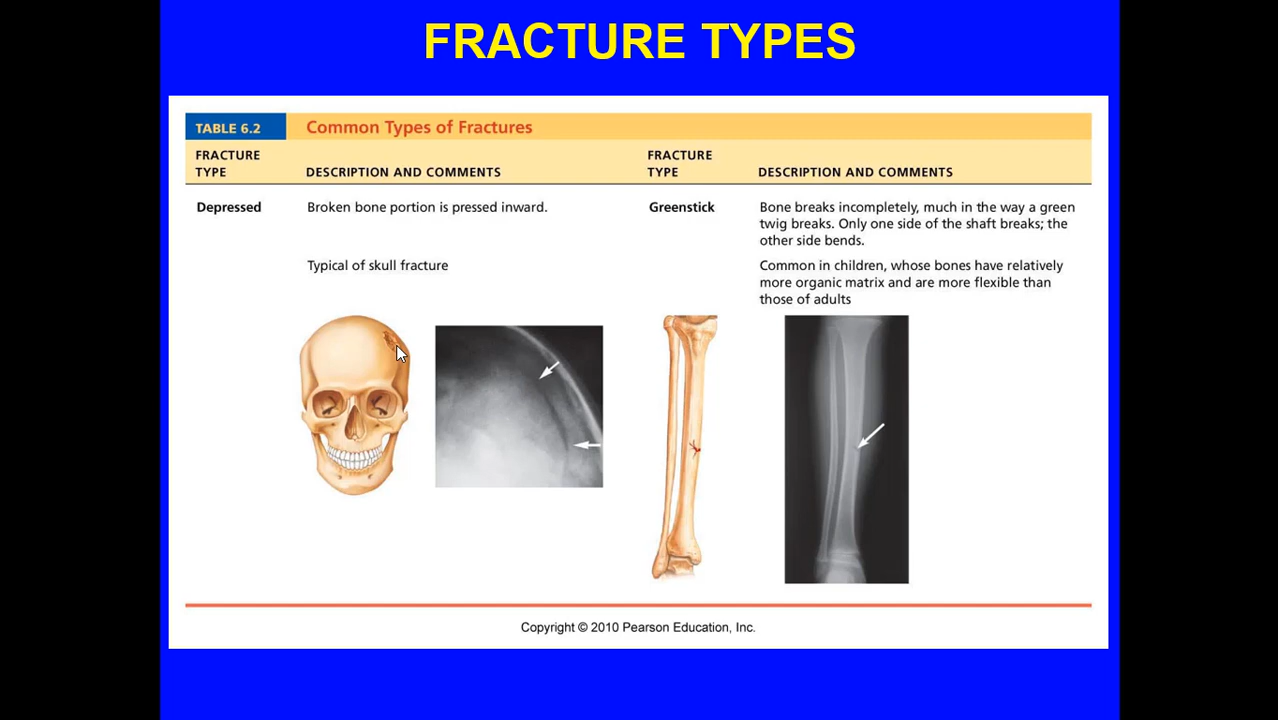 FRACTURE TYPES
TABLE 6.2
Common Types of Fractures
FRACTURE
TYPE
DESCRIPTION AND COMMENTS
FRACTURE
TYPE
DESCRIPTION AND COMMENTS
Depressed
Broken bone portion is pressed inward.
Typical of skull fracture
Greenstick
Bone breaks incompletely, much in the way a green
twig breaks. Only one side of the shaft breaks; the
other side bends.
Common in children, whose bones have relatively
more organic matrix and are more flexible than
those of adults
Copyright © 2010 Pearson Education, Inc.